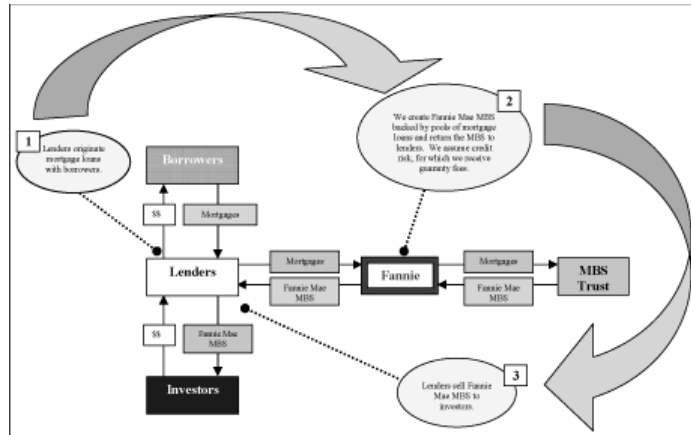 1
Lenders originate
mortgage loans
with borrowers.
2
We create Fannie Mae MBS
backed by pools of mortgage
loans and return the MBS to
lenders. We assume credit
risk, for which we receive
guaranty fees.
Borrowers
$$
Mortgages
Lenders
Mortgages
Fannie Mae
MBS
Fannie
Mortgages
Fannie Mae
MBS
MBS
Trust
$$
Fannie Mae
MBS
Investors
3
Lenders sell Fannie
Mae MBS to
investors.